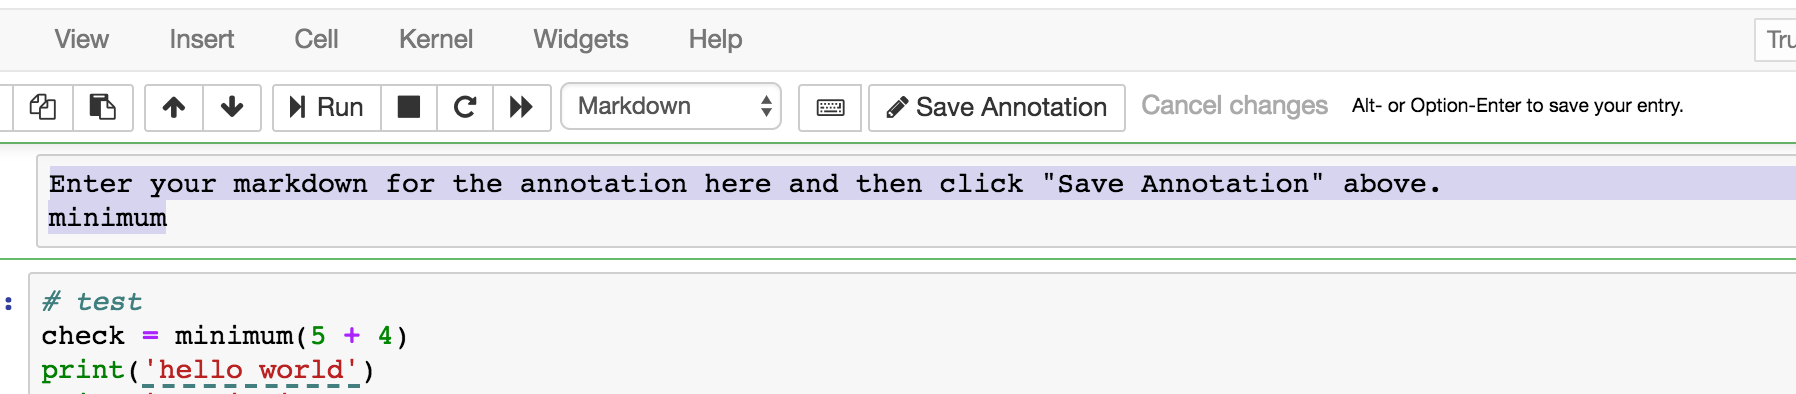 View Insert Cell Kernel Widgets Help
Run Markdown Save Annotation Cancel changes Alt- or Option-Enter to save your entry.
Enter your markdown for the annotation here and then click "Save Annotation" above.
minimum
: # test
check = minimum(5 + 4)
print('hello world')